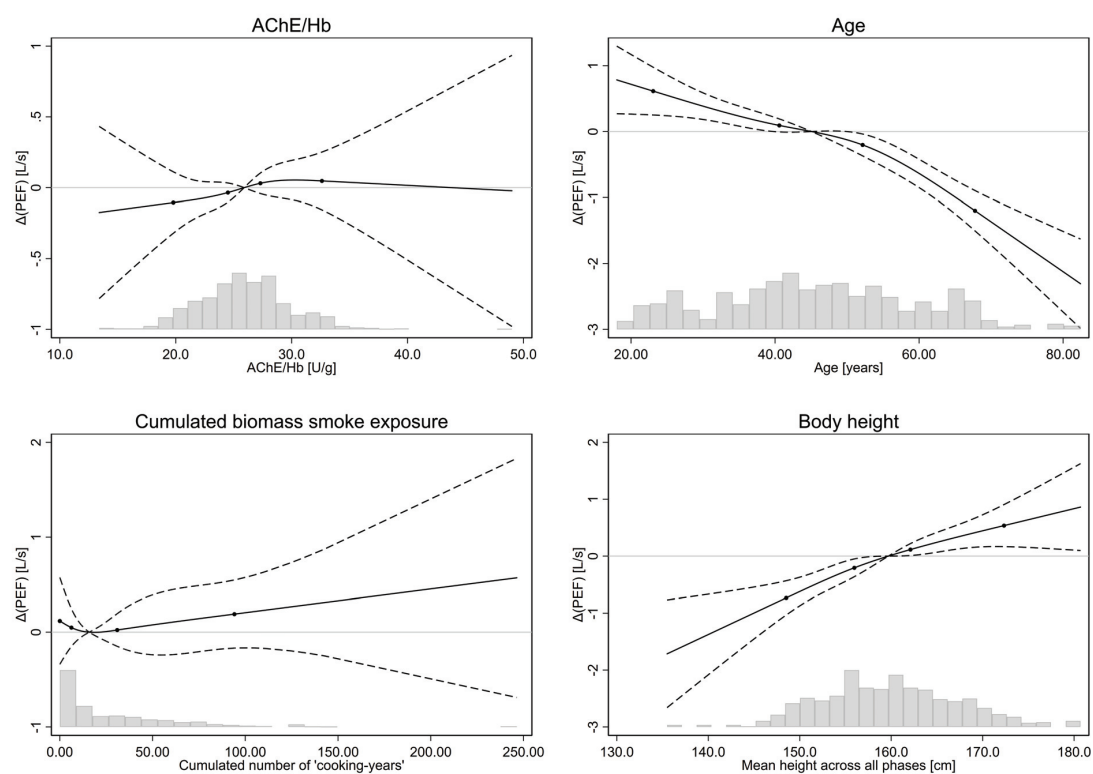 AChE/Hb
1
.5
0
-.5
-1
Δ(PEF) [L/s]
10.0 20.0 30.0 40.0 50.0
AChE/Hb [U/g]
Age
1
0
-1
-2
-3
Δ(PEF) [L/s]
20.00 40.00 60.00 80.00
Age [years]
Cumulated biomass smoke exposure
2
1
0
-1
Δ(PEF) [L/s]
0.00 50.00 100.00 150.00 200.00 250.00
Cumulated number of 'cooking-years'
Body height
2
1
0
-1
-2
-3
Δ(PEF) [L/s]
130.0 140.0 150.0 160.0 170.0 180.0
Mean height across all phases [cm]